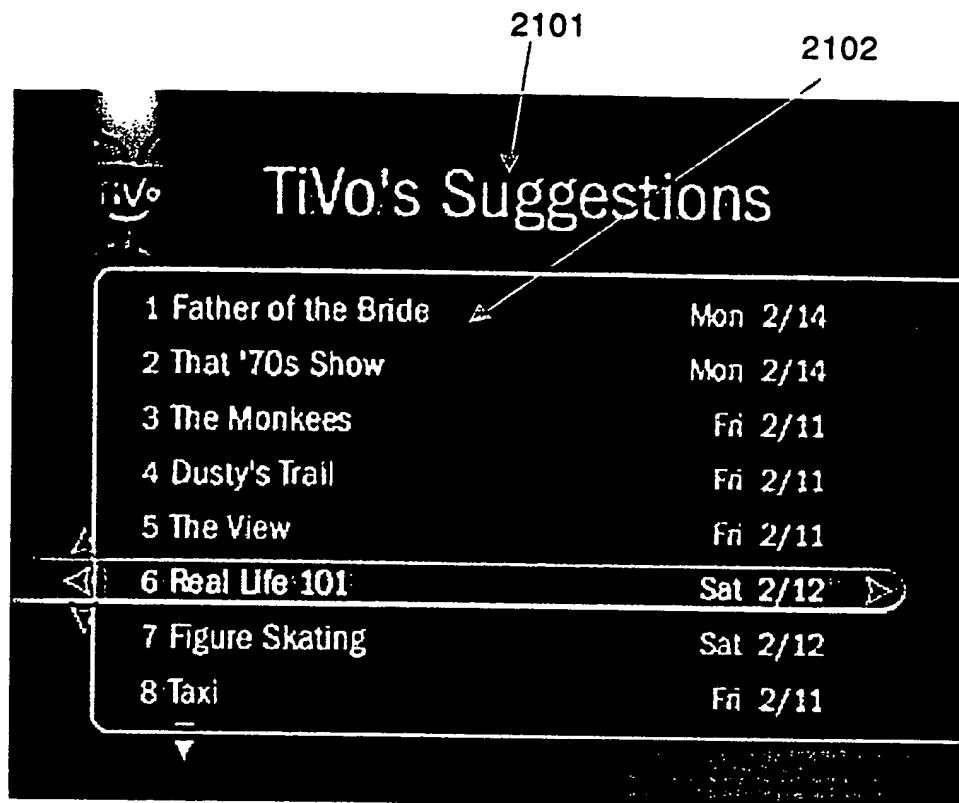 2101
2102
TiVo
TiVo's Suggestions
1 Father of the Bride Mon 2/14
2 That '70s Show Mon 2/14
3 The Monkees Fri 2/11
4 Dusty's Trail Fri 2/11
5 The View Fri 2/11
6 Real Life 101 Sat 2/12
7 Figure Skating Sat 2/12
8 Taxi Fri 2/11